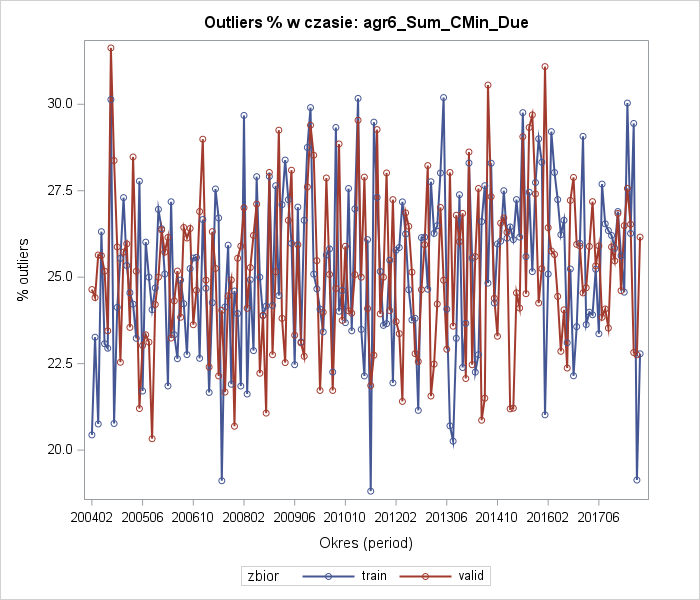 Outliers % w czasie: agr6_Sum_CMin_Due
% outliers
30.0
27.5
25.0
22.5
20.0
200402 200506 200610 200802 200906 201010 201202 201306 201410 201602 201706
Okres (period)
zbior train valid